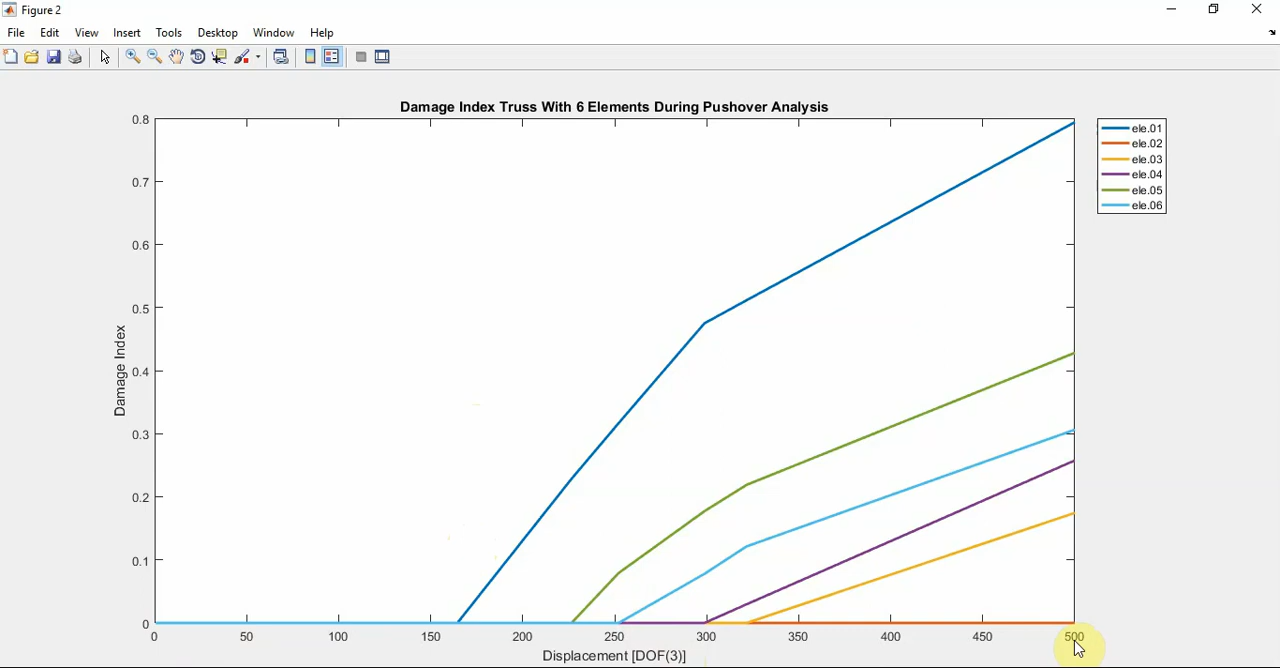 Figure 2
File Edit View Insert Tools Desktop Window Help
Damage Index Truss With 6 Elements During Pushover Analysis
0.8
0.7
0.6
0.5
0.4
0.3
0.2
0.1
0
Damage Index
0 50 100 150 200 250 300 350 400 450 500
Displacement [DOF(3)]
ele.01
ele.02
ele.03
ele.04
ele.05
ele.06